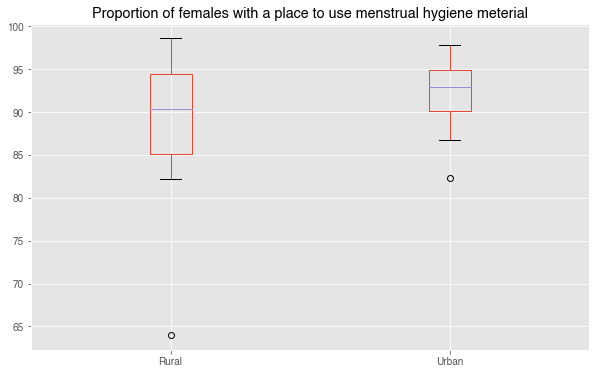 Proportion of females with a place to use menstrual hygiene meterial
100
95
90
85
80
75
70
65
Rural
Urban